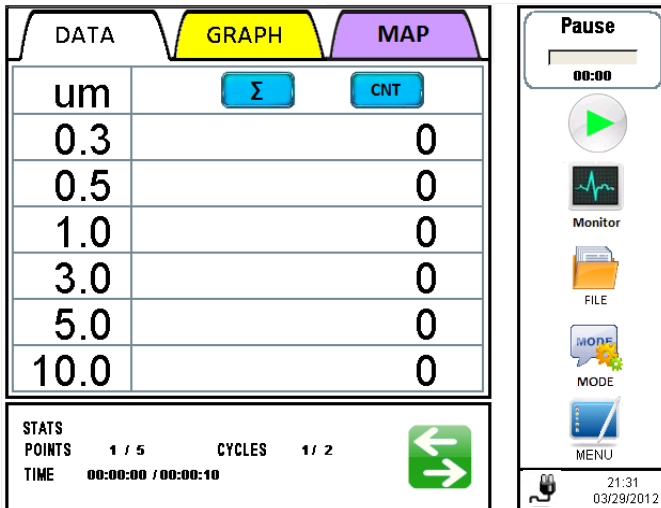 DATA GRAPH MAP
um Σ CNT
0.3 0
0.5 0
1.0 0
3.0 0
5.0 0
10.0 0
STATS
POINTS 1 / 5 CYCLES 1/ 2
TIME 00:00:00 / 00:00:10
Pause
00:00
Monitor
FILE
MODE
MODE
MENU
21:31
03/29/2012